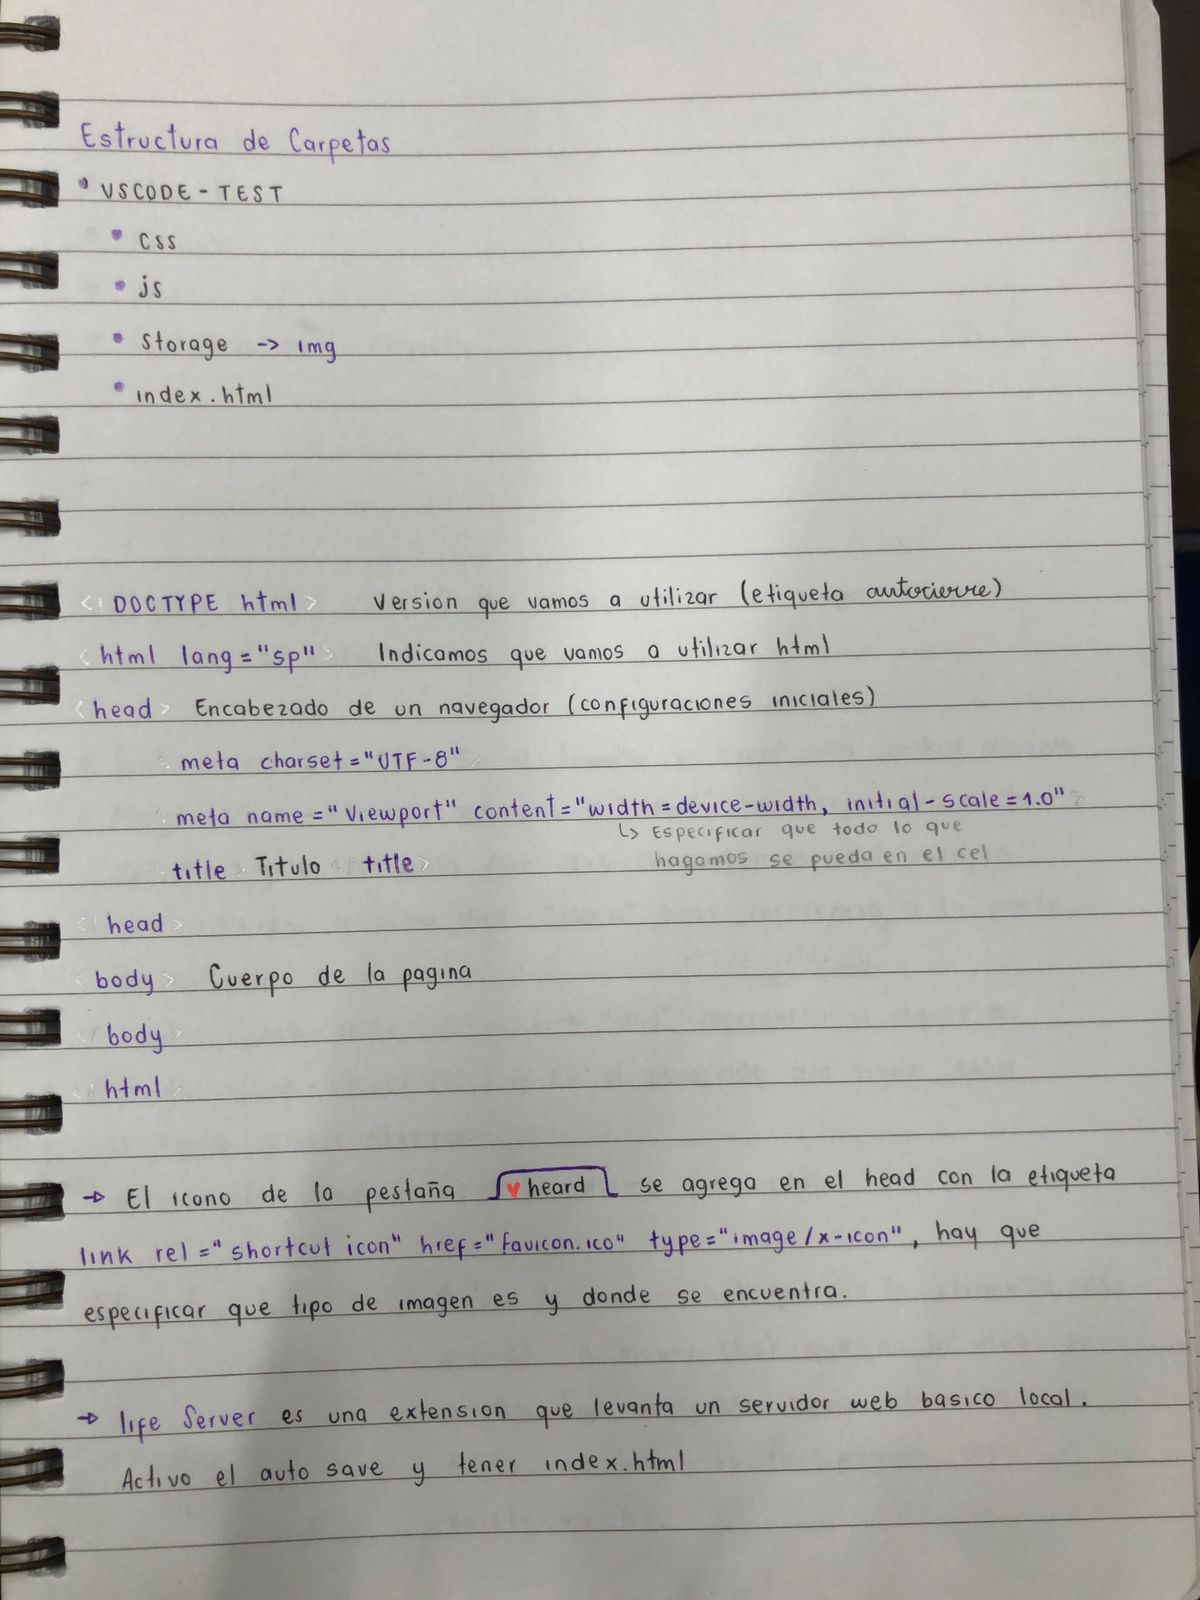 Estructura de Carpetas
• VSCODE-TEST
• css
• js
• storage -> img
• index.html
<! DOCTYPE html> Version que vamos a utilizar (etiqueta autocierre)
<html lang="sp"> Indicamos que vamos a utilizar html
<head> Encabezado de un navegador (configuraciones iniciales)
<meta charset="UTF-8">
<meta name="Viewport" content="width=device-width, initial-scale=1.0">
↳ Especificar que todo lo que
hagamos se pueda en el cel
<title> Titulo </title>
</head>
<body> Cuerpo de la pagina
</body>
</html>
→ El icono de la pestaña ♥ heard se agrega en el head con la etiqueta
link rel="shortcut icon" href="favicon.ico" type="image/x-icon", hay que
especificar que tipo de imagen es y donde se encuentra.
→ life Server es una extension que levanta un servidor web basico local.
Activo el auto save y tener index.html